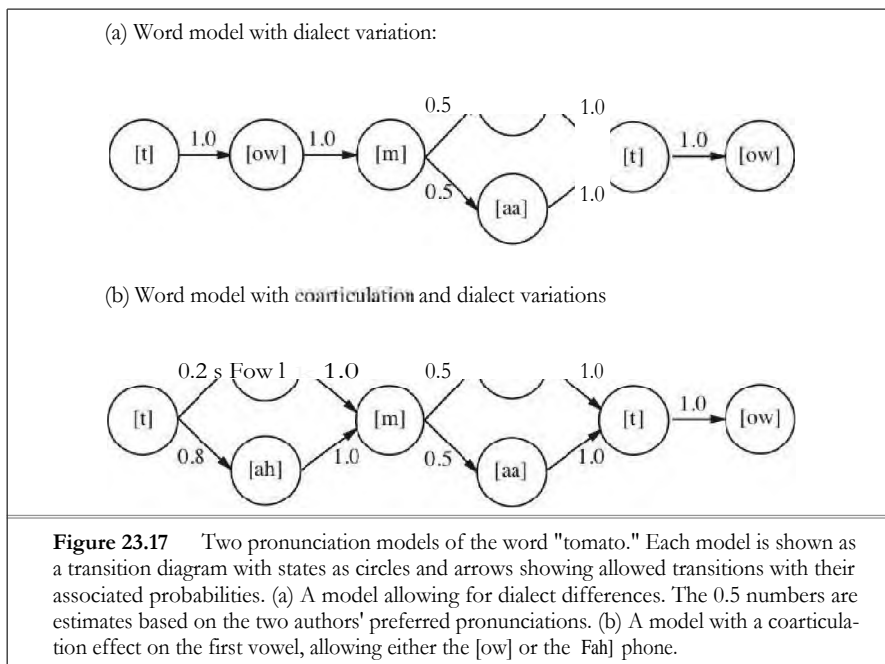 (a) Word model with dialect variation:
0.5 1.0
[t] 1.0 [ow] 1.0 [m] [t] 1.0 [ow]
0.5 [aa] 1.0
(b) Word model with coarticulation and dialect variations
0.2 s Fow l 1.0 0.5 1.0
[t] [m] [t] 1.0 [ow]
0.8 [ah] 1.0 0.5 [aa] 1.0
Figure 23.17 Two pronunciation models of the word "tomato." Each model is shown as
a transition diagram with states as circles and arrows showing allowed transitions with their
associated probabilities. (a) A model allowing for dialect differences. The 0.5 numbers are
estimates based on the two authors' preferred pronunciations. (b) A model with a coarticula-
tion effect on the first vowel, allowing either the [ow] or the Fah] phone.